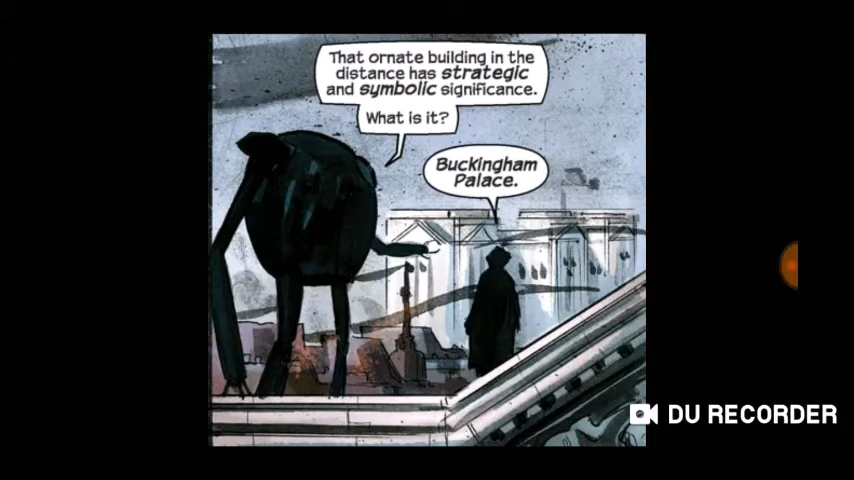 That ornate building in the
distance has strategic
and symbolic significance.
What is it?
Buckingham
Palace.
DU RECORDER